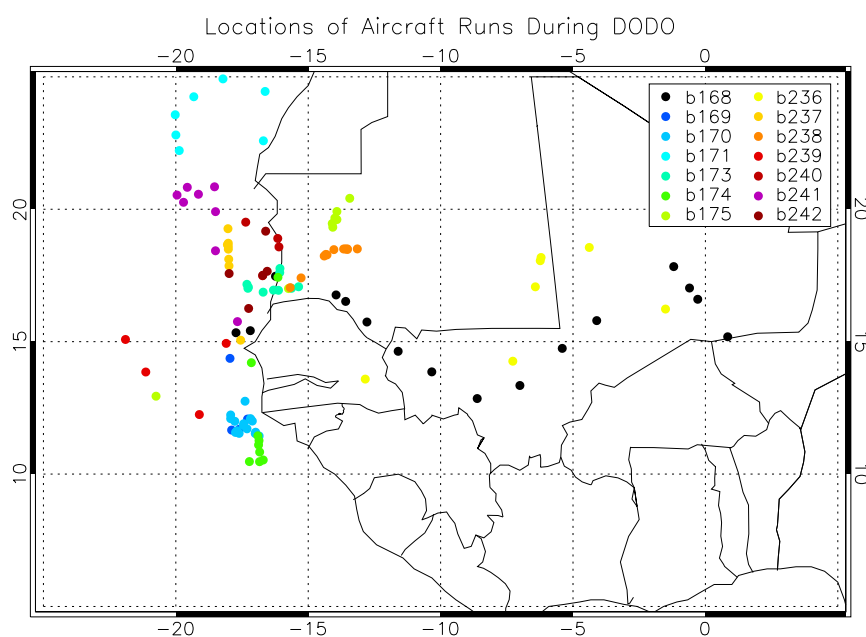 Locations of Aircraft Runs During DODO
-20 -15 -10 -5 0
b168 b236
b169 b237
b170 b238
b171 b239
b173 b240
b174 b241
b175 b242
20 20
15 15
10 10
-20 -15 -10 -5 0